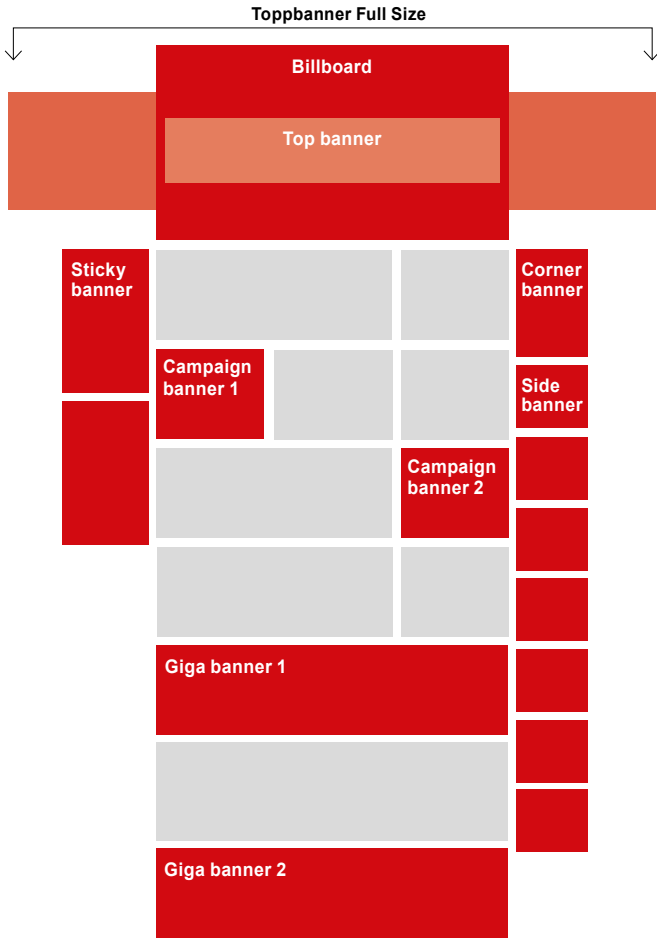 Toppbanner Full Size
Billboard
Top banner
Sticky
banner
Corner
banner
Campaign
banner 1
Side
banner
Campaign
banner 2
Giga banner 1
Giga banner 2